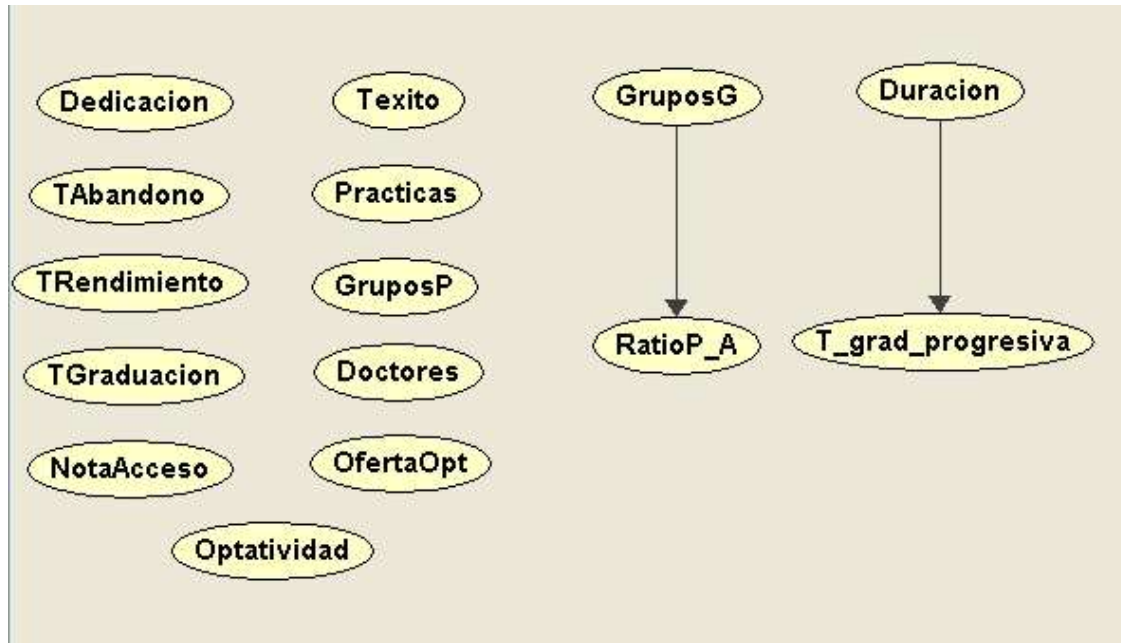 Dedicacion
Texito
GruposG
Duracion
TAbandono
Practicas
TRendimiento
GruposP
RatioP_A
T_grad_progresiva
TGraduacion
Doctores
NotaAcceso
OfertaOpt
Optatividad